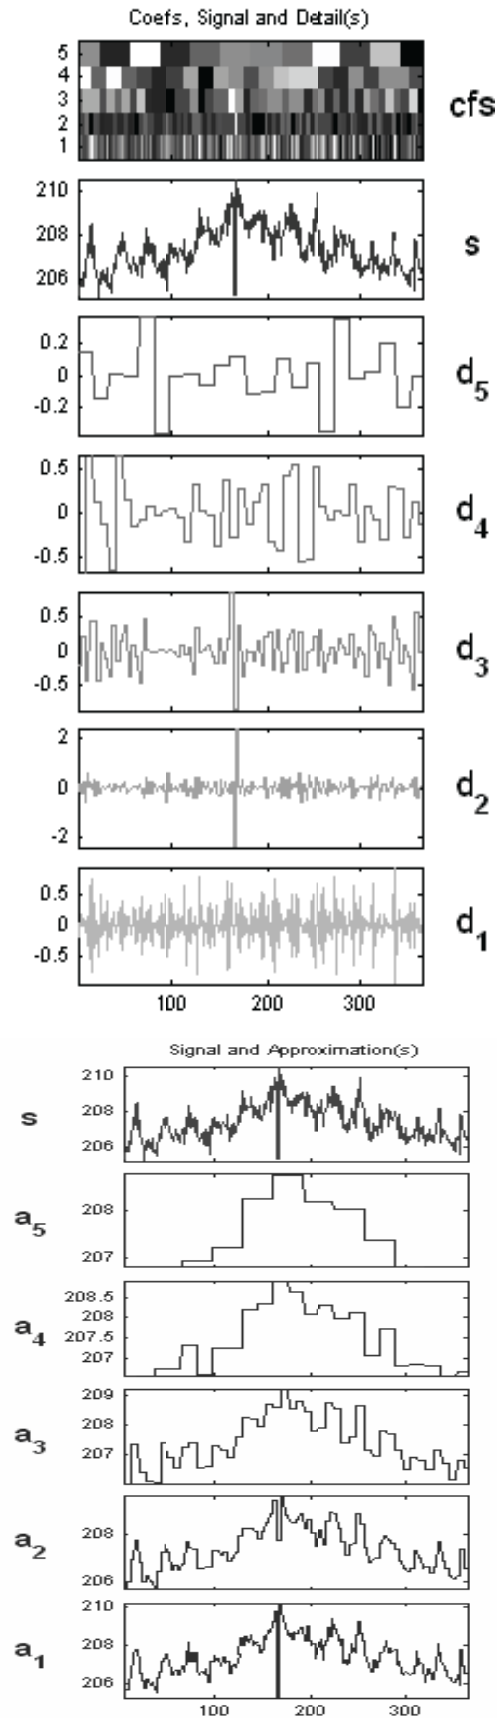 Coefs, Signal and Detail(s)
5
4
3
2
1
cfs
210
208
206
s
0.2
0
-0.2
d5
0.5
0
-0.5
d4
0.5
0
-0.5
d3
2
0
-2
d2
0.5
0
-0.5
d1
100 200 300
Signal and Approximation(s)
210
208
206
s
208
207
a5
208.5
208
207.5
207
a4
209
208
207
a3
208
206
a2
210
208
206
a1
100 200 300